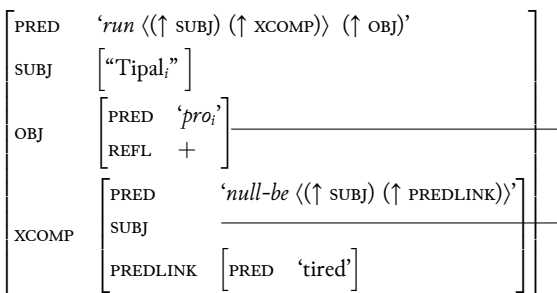 PRED ‘run ⟨(↑ SUBJ) (↑ XCOMP)⟩ (↑ OBJ)’
SUBJ [“Tipalᵢ” ]
OBJ [PRED ‘proᵢ’
REFL +]
XCOMP [PRED ‘null-be ⟨(↑ SUBJ) (↑ PREDLINK)⟩’
SUBJ
PREDLINK [PRED ‘tired’]]